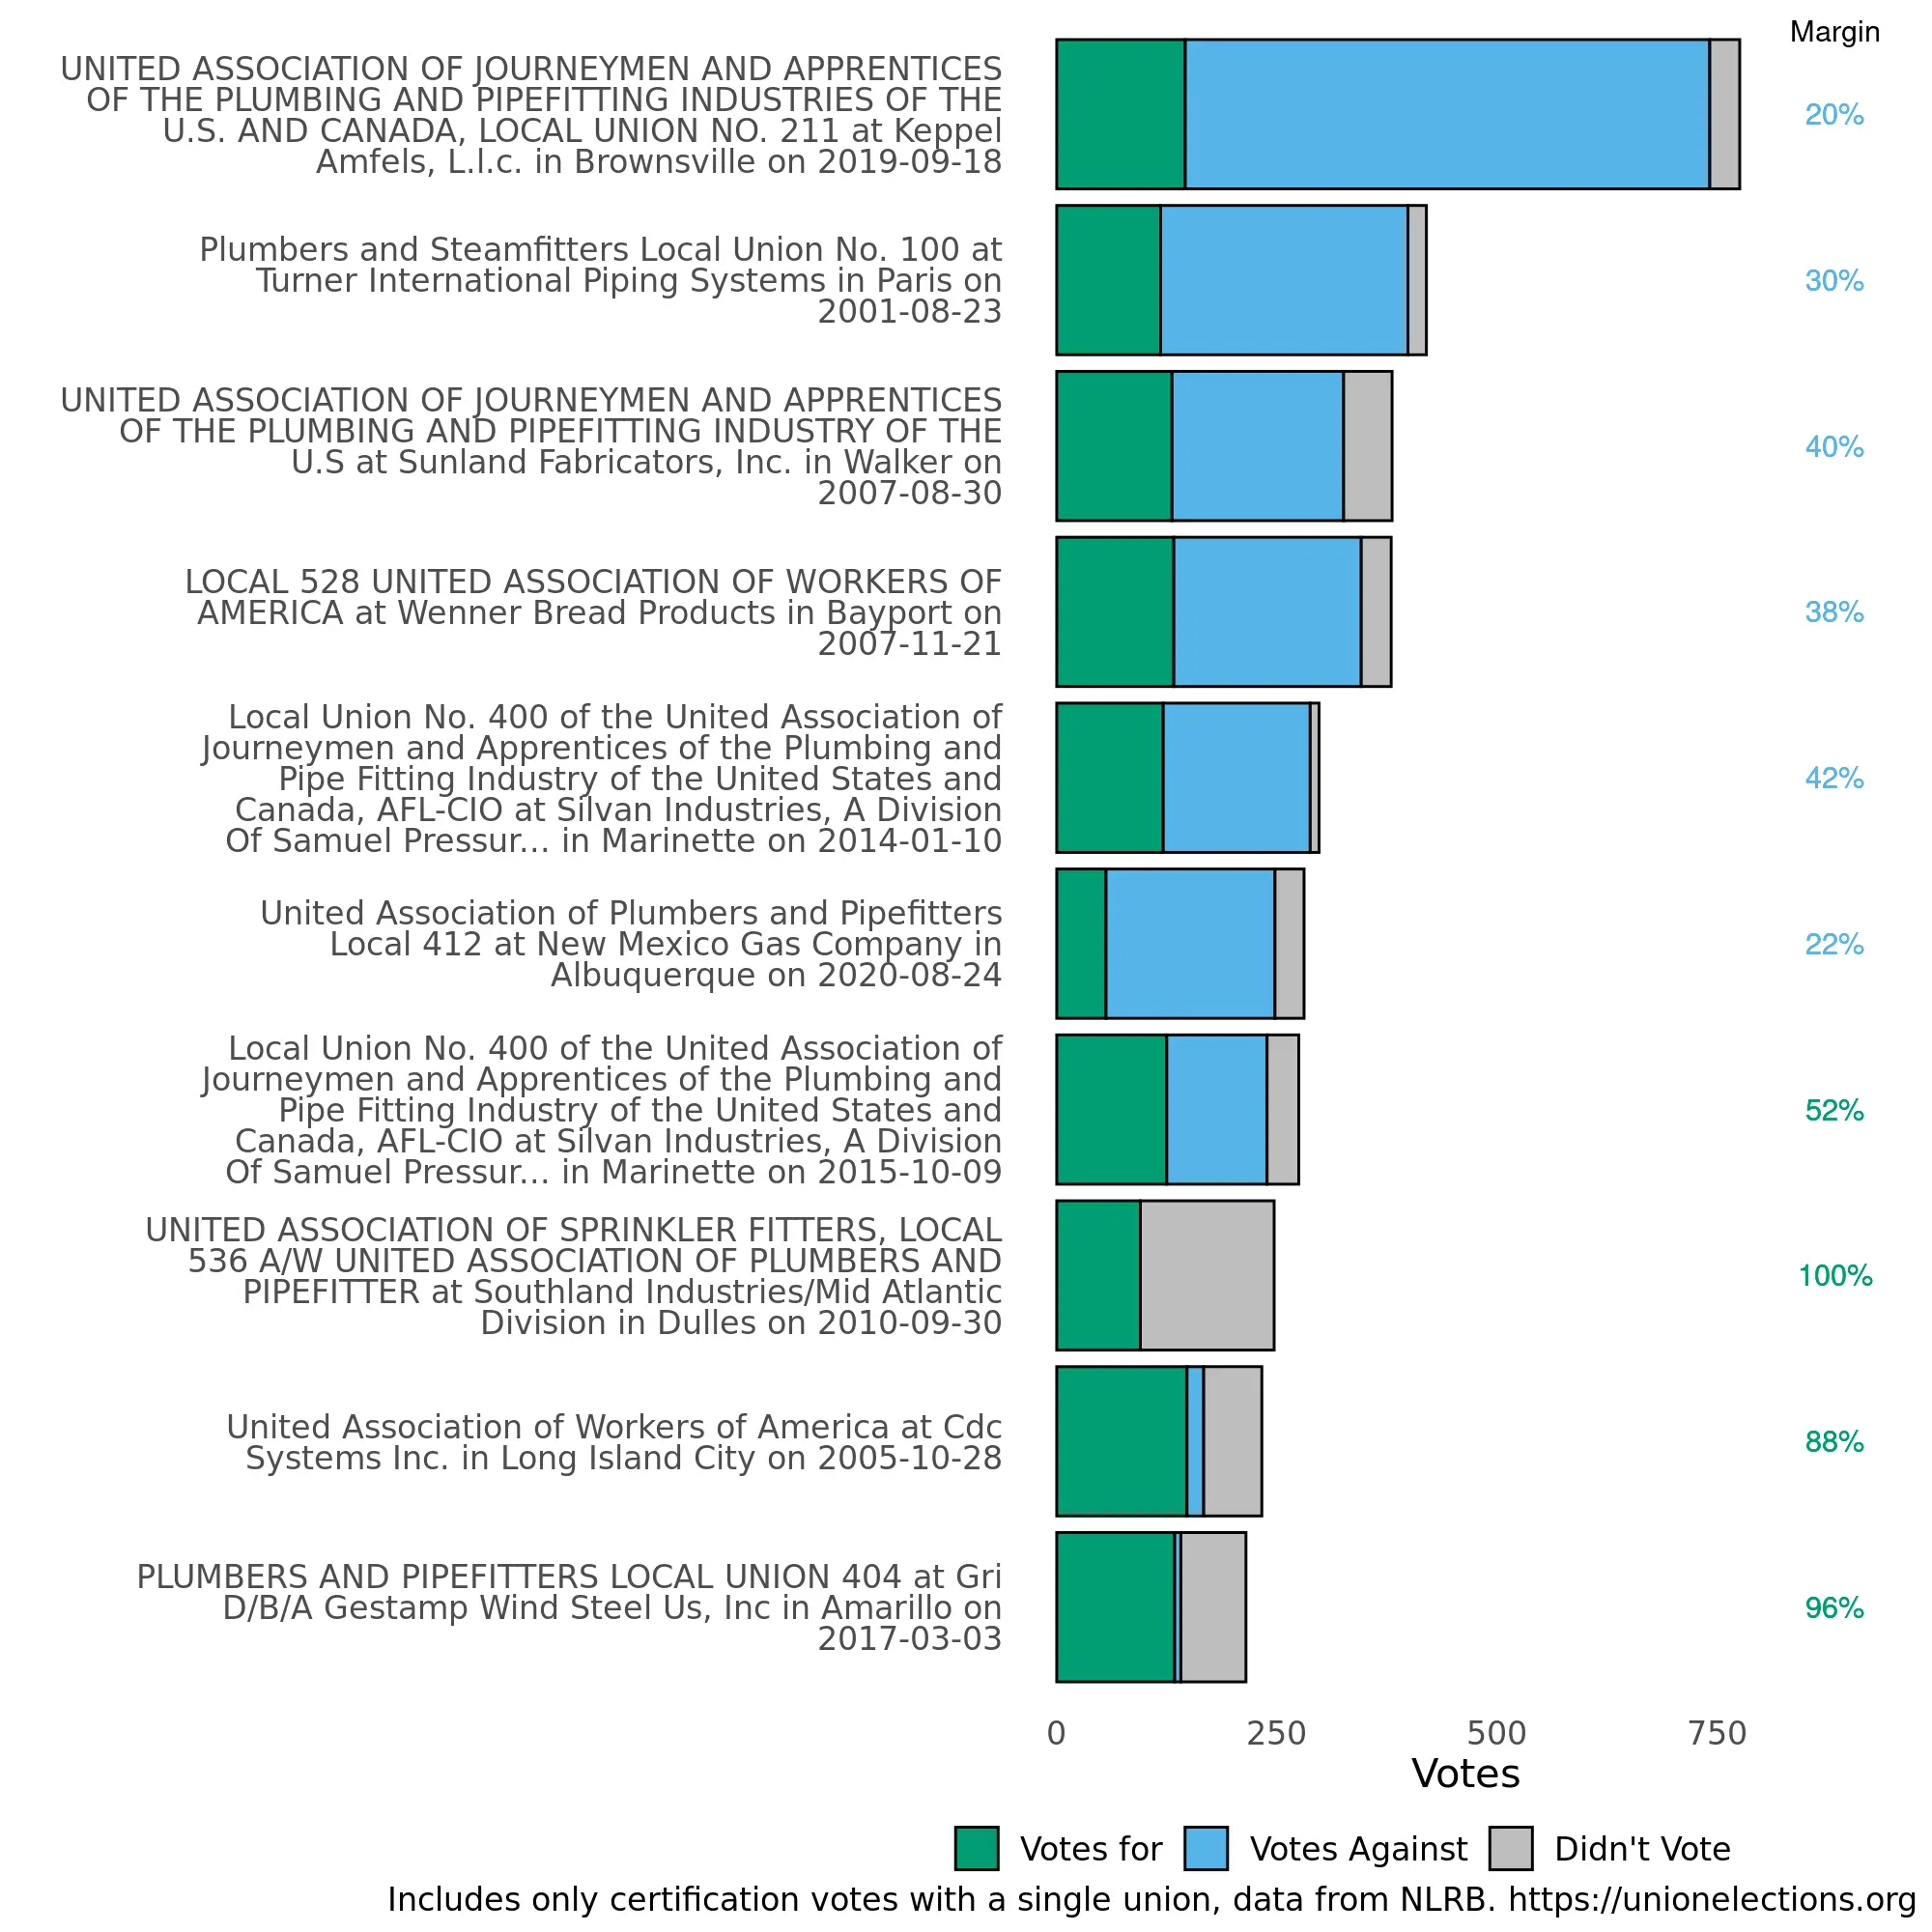 Margin
UNITED ASSOCIATION OF JOURNEYMEN AND APPRENTICES
OF THE PLUMBING AND PIPEFITTING INDUSTRIES OF THE
U.S. AND CANADA, LOCAL UNION NO. 211 at Keppel
Amfels, L.l.c. in Brownsville on 2019-09-18
20%
Plumbers and Steamfitters Local Union No. 100 at
Turner International Piping Systems in Paris on
2001-08-23
30%
UNITED ASSOCIATION OF JOURNEYMEN AND APPRENTICES
OF THE PLUMBING AND PIPEFITTING INDUSTRY OF THE
U.S at Sunland Fabricators, Inc. in Walker on
2007-08-30
40%
LOCAL 528 UNITED ASSOCIATION OF WORKERS OF
AMERICA at Wenner Bread Products in Bayport on
2007-11-21
38%
Local Union No. 400 of the United Association of
Journeymen and Apprentices of the Plumbing and
Pipe Fitting Industry of the United States and
Canada, AFL-CIO at Silvan Industries, A Division
Of Samuel Pressur... in Marinette on 2014-01-10
42%
United Association of Plumbers and Pipefitters
Local 412 at New Mexico Gas Company in
Albuquerque on 2020-08-24
22%
Local Union No. 400 of the United Association of
Journeymen and Apprentices of the Plumbing and
Pipe Fitting Industry of the United States and
Canada, AFL-CIO at Silvan Industries, A Division
Of Samuel Pressur... in Marinette on 2015-10-09
52%
UNITED ASSOCIATION OF SPRINKLER FITTERS, LOCAL
536 A/W UNITED ASSOCIATION OF PLUMBERS AND
PIPEFITTER at Southland Industries/Mid Atlantic
Division in Dulles on 2010-09-30
100%
United Association of Workers of America at Cdc
Systems Inc. in Long Island City on 2005-10-28
88%
PLUMBERS AND PIPEFITTERS LOCAL UNION 404 at Gri
D/B/A Gestamp Wind Steel Us, Inc in Amarillo on
2017-03-03
96%
0 250 500 750
Votes
Votes for Votes Against Didn't Vote
Includes only certification votes with a single union, data from NLRB. https://unionelections.org